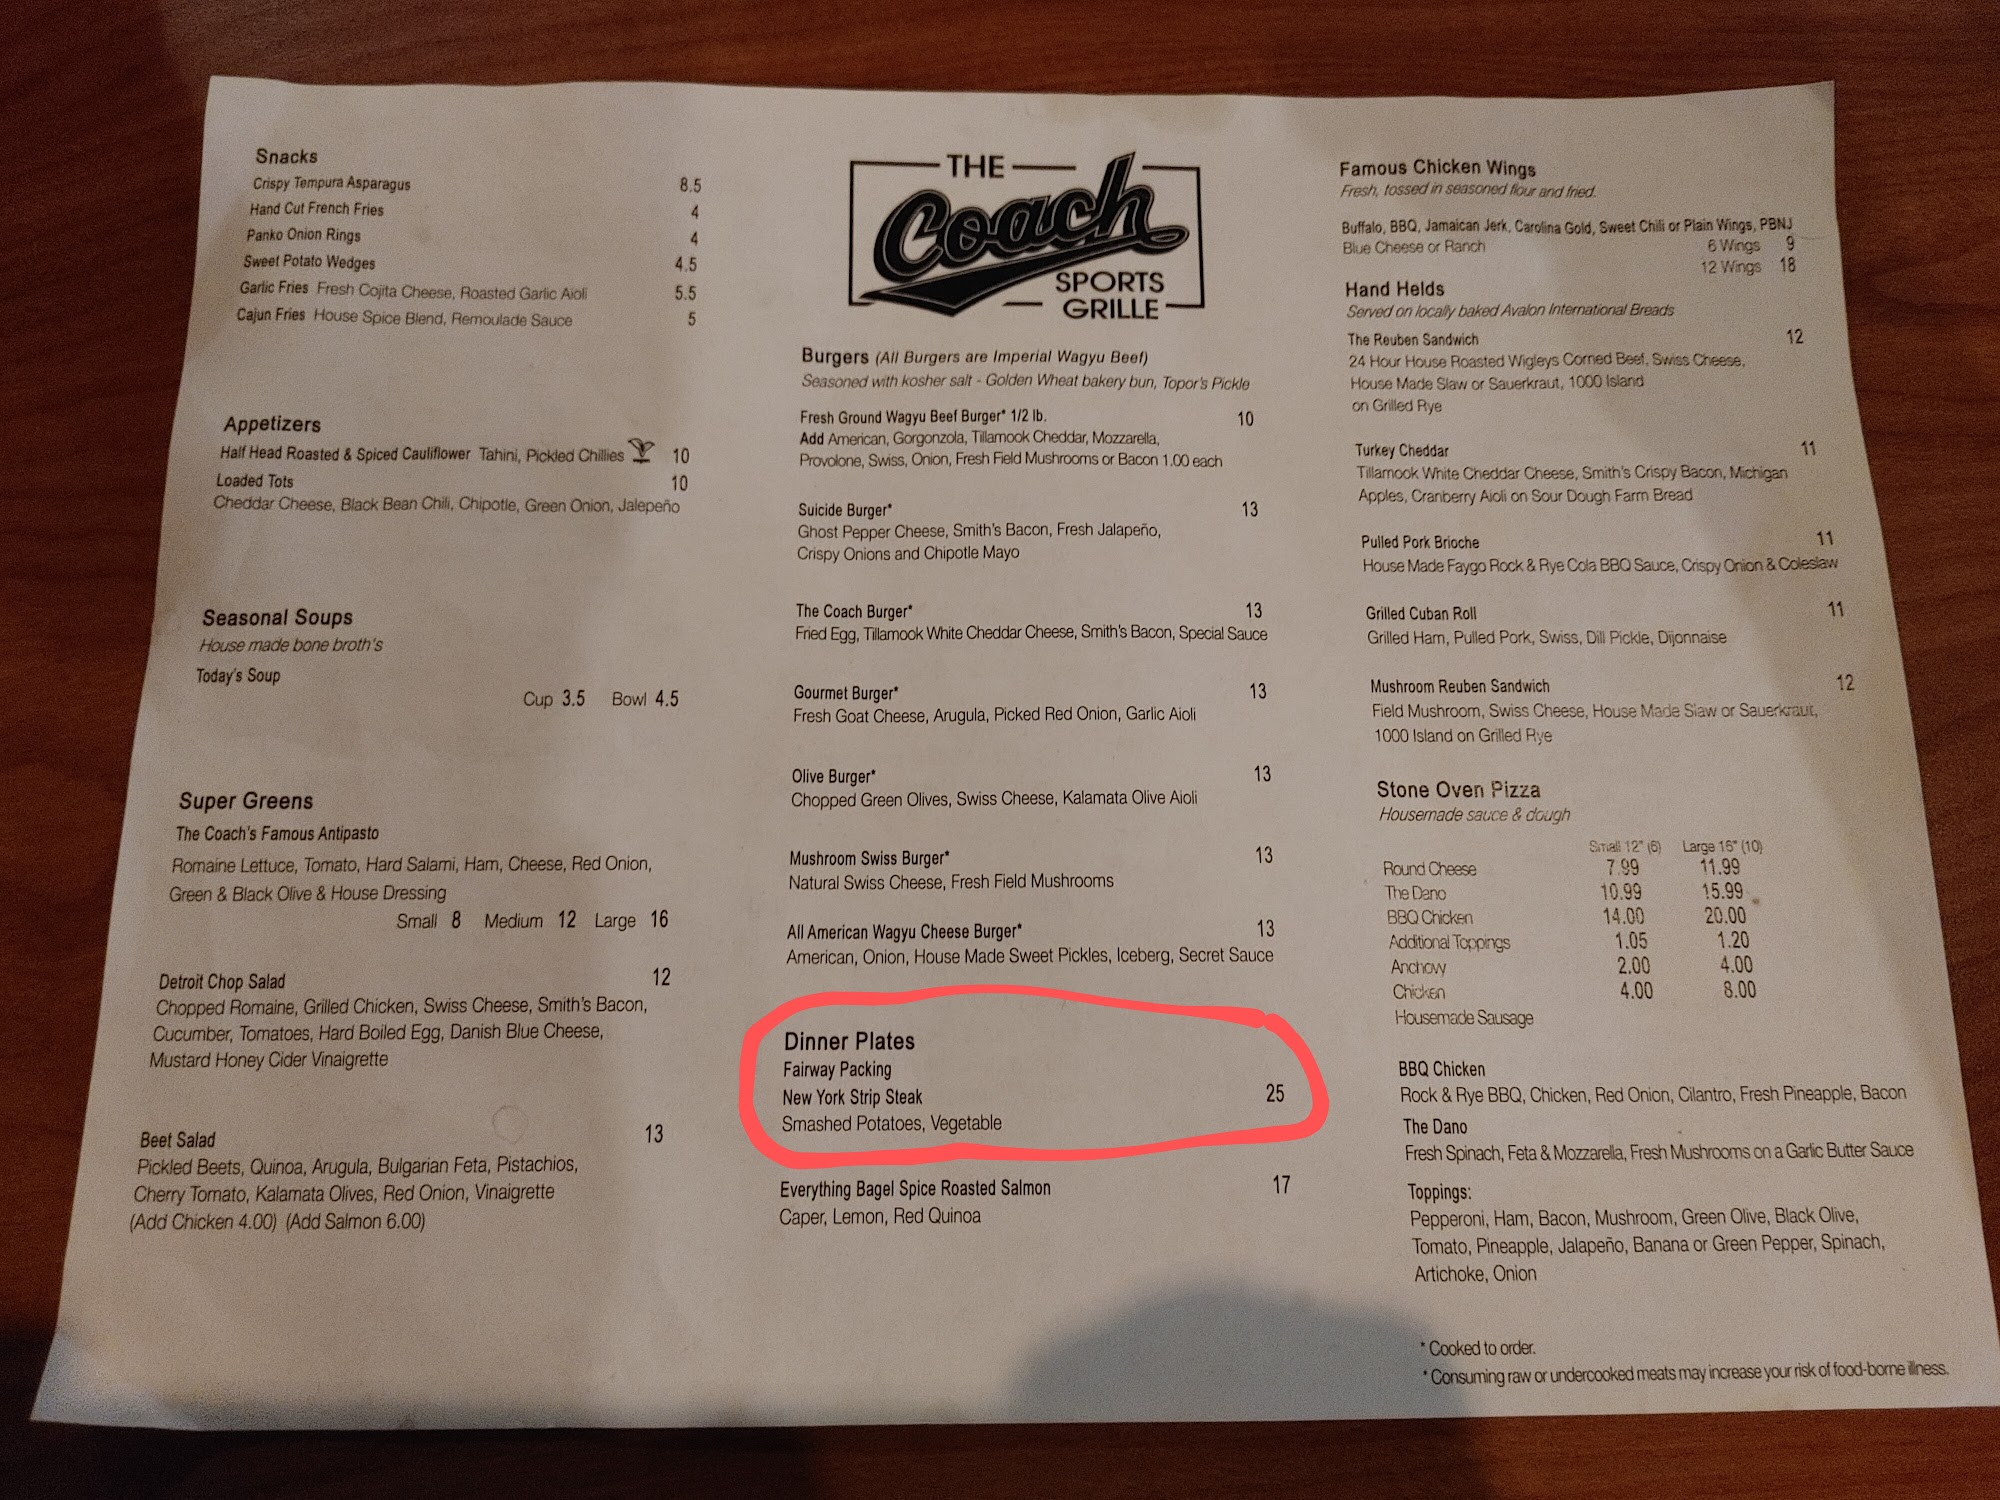 Snacks
Crispy Tempura Asparagus 8.5
Hand Cut French Fries 4
Panko Onion Rings 4
Sweet Potato Wedges 4.5
Garlic Fries Fresh Cojita Cheese, Roasted Garlic Aioli 5.5
Cajun Fries House Spice Blend, Remoulade Sauce 5
Appetizers
Half Head Roasted & Spiced Cauliflower Tahini, Pickled Chillies 10
Loaded Tots 10
Cheddar Cheese, Black Bean Chili, Chipotle, Green Onion, Jalepeño
Seasonal Soups
House made bone broth's
Today's Soup
Cup 3.5 Bowl 4.5
Super Greens
The Coach's Famous Antipasto
Romaine Lettuce, Tomato, Hard Salami, Ham, Cheese, Red Onion,
Green & Black Olive & House Dressing
Small 8 Medium 12 Large 16
Detroit Chop Salad 12
Chopped Romaine, Grilled Chicken, Swiss Cheese, Smith's Bacon,
Cucumber, Tomatoes, Hard Boiled Egg, Danish Blue Cheese,
Mustard Honey Cider Vinaigrette
Beet Salad 13
Pickled Beets, Quinoa, Arugula, Bulgarian Feta, Pistachios,
Cherry Tomato, Kalamata Olives, Red Onion, Vinaigrette
(Add Chicken 4.00) (Add Salmon 6.00)
THE
Coach
SPORTS
GRILLE
Burgers (All Burgers are Imperial Wagyu Beef)
Seasoned with kosher salt - Golden Wheat bakery bun, Topor's Pickle
Fresh Ground Wagyu Beef Burger* 1/2 lb. 10
Add American, Gorgonzola, Tillamook Cheddar, Mozzarella,
Provolone, Swiss, Onion, Fresh Field Mushrooms or Bacon 1.00 each
Suicide Burger* 13
Ghost Pepper Cheese, Smith's Bacon, Fresh Jalapeño,
Crispy Onions and Chipotle Mayo
The Coach Burger* 13
Fried Egg, Tillamook White Cheddar Cheese, Smith's Bacon, Special Sauce
Gourmet Burger* 13
Fresh Goat Cheese, Arugula, Picked Red Onion, Garlic Aioli
Olive Burger* 13
Chopped Green Olives, Swiss Cheese, Kalamata Olive Aioli
Mushroom Swiss Burger* 13
Natural Swiss Cheese, Fresh Field Mushrooms
All American Wagyu Cheese Burger* 13
American, Onion, House Made Sweet Pickles, Iceberg, Secret Sauce
Dinner Plates
Fairway Packing
New York Strip Steak 25
Smashed Potatoes, Vegetable
Everything Bagel Spice Roasted Salmon 17
Caper, Lemon, Red Quinoa
Famous Chicken Wings
Fresh, tossed in seasoned flour and fried.
Buffalo, BBQ, Jamaican Jerk, Carolina Gold, Sweet Chili or Plain Wings, PBNJ
Blue Cheese or Ranch 6 Wings 9
12 Wings 18
Hand Helds
Served on locally baked Avalon International Breads
The Reuben Sandwich 12
24 Hour House Roasted Wigleys Corned Beef, Swiss Cheese,
House Made Slaw or Sauerkraut, 1000 Island
on Grilled Rye
Turkey Cheddar 11
Tillamook White Cheddar Cheese, Smith's Crispy Bacon, Michigan
Apples, Cranberry Aioli on Sour Dough Farm Bread
Pulled Pork Brioche 11
House Made Faygo Rock & Rye Cola BBQ Sauce, Crispy Onion & Coleslaw
Grilled Cuban Roll 11
Grilled Ham, Pulled Pork, Swiss, Dill Pickle, Dijonnaise
Mushroom Reuben Sandwich 12
Field Mushroom, Swiss Cheese, House Made Slaw or Sauerkraut,
1000 Island on Grilled Rye
Stone Oven Pizza
Housemade sauce & dough
Small 12" (6) Large 16" (10)
Round Cheese 7.99 11.99
The Dano 10.99 15.99
BBQ Chicken 14.00 20.00
Additional Toppings 1.05 1.20
Anchovy 2.00 4.00
Chicken 4.00 8.00
Housemade Sausage
BBQ Chicken
Rock & Rye BBQ, Chicken, Red Onion, Cilantro, Fresh Pineapple, Bacon
The Dano
Fresh Spinach, Feta & Mozzarella, Fresh Mushrooms on a Garlic Butter Sauce
Toppings:
Pepperoni, Ham, Bacon, Mushroom, Green Olive, Black Olive,
Tomato, Pineapple, Jalapeño, Banana or Green Pepper, Spinach,
Artichoke, Onion
* Cooked to order.
* Consuming raw or undercooked meats may increase your risk of food-borne illness.